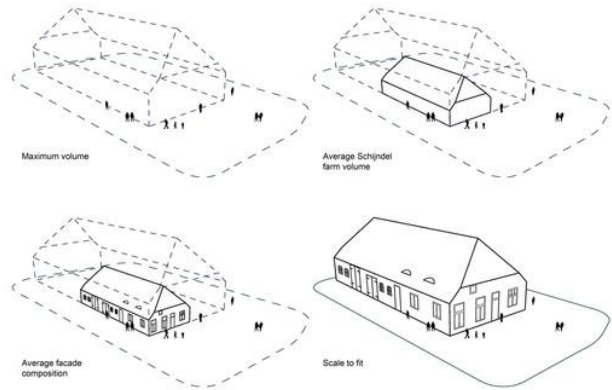 Maximum volume
Average Schijndel
farm volume
Average facade
composition
Scale to fit